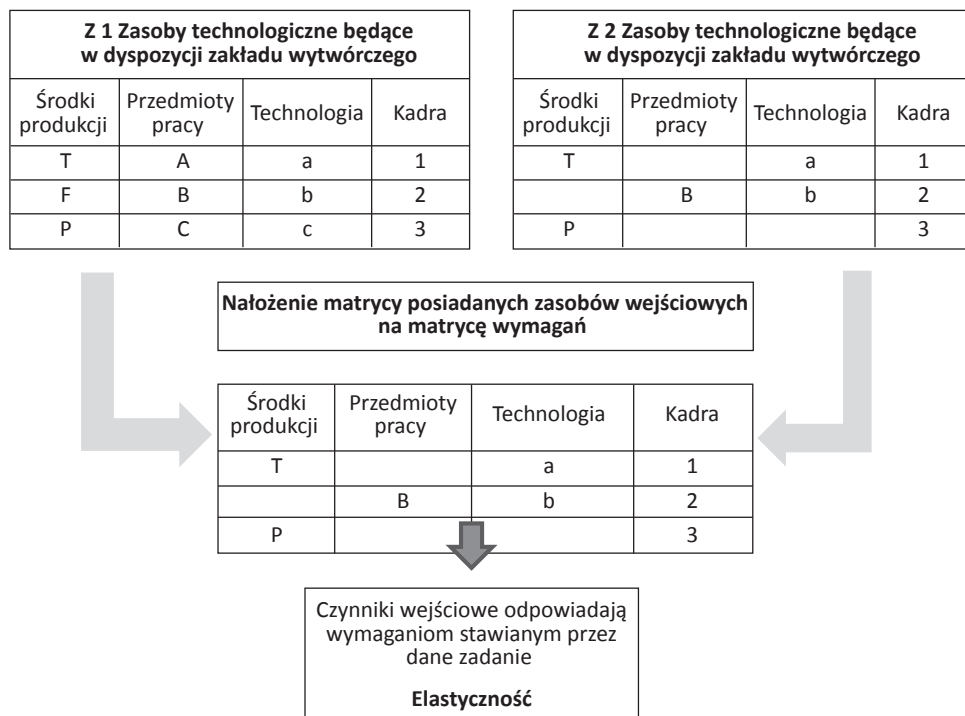 Z 1 Zasoby technologiczne będące
w dyspozycji zakładu wytwórczego
Środki
produkcji
Przedmioty
pracy
Technologia
Kadra
T A a 1
F B b 2
P C c 3
Z 2 Zasoby technologiczne będące
w dyspozycji zakładu wytwórczego
Środki
produkcji
Przedmioty
pracy
Technologia
Kadra
T a 1
B b 2
P 3
Nałożenie matrycy posiadanych zasobów wejściowych
na matrycę wymagań
Środki
produkcji
Przedmioty
pracy
Technologia
Kadra
T a 1
B b 2
P 3
Czynniki wejściowe odpowiadają
wymaganiom stawianym przez
dane zadanie
Elastyczność